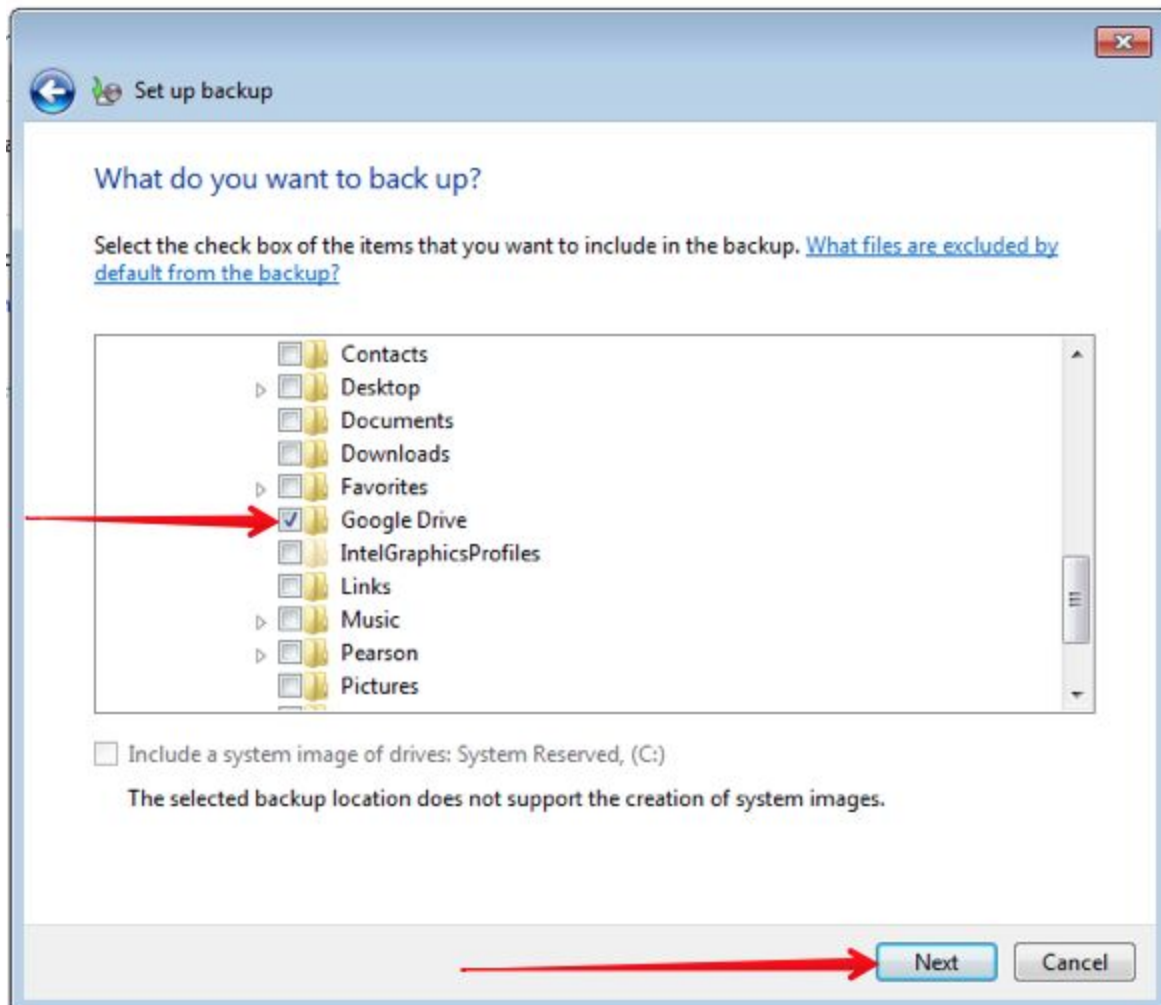 Set up backup
What do you want to back up?
Select the check box of the items that you want to include in the backup. What files are excluded by
default from the backup?
Contacts
Desktop
Documents
Downloads
Favorites
Google Drive
IntelGraphicsProfiles
Links
Music
Pearson
Pictures
Include a system image of drives: System Reserved, (C:)
The selected backup location does not support the creation of system images.
Next Cancel